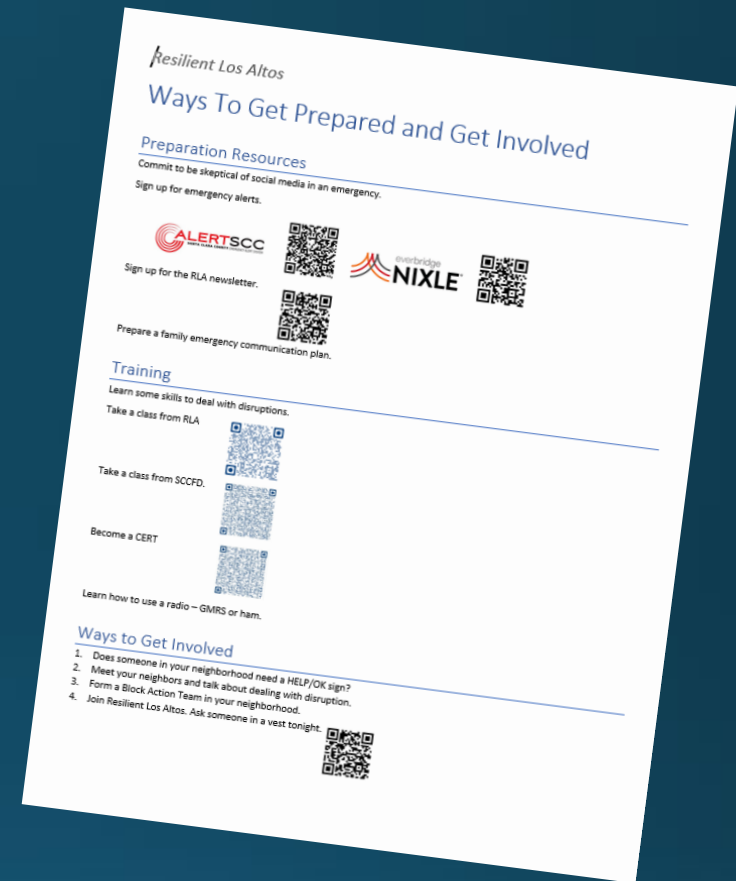 Resilient Los Altos
Ways To Get Prepared and Get Involved
Preparation Resources
Commit to be skeptical of social media in an emergency.
Sign up for emergency alerts.
ALERTSCC
everbridge
NIXLE
Sign up for the RLA newsletter.
Prepare a family emergency communication plan.
Training
Learn some skills to deal with disruptions.
Take a class from RLA
Take a class from SCCFD.
Become a CERT
Learn how to use a radio – GMRS or ham.
Ways to Get Involved
1. Does someone in your neighborhood need a HELP/OK sign?
2. Meet your neighbors and talk about dealing with disruption.
3. Form a Block Action Team in your neighborhood.
4. Join Resilient Los Altos. Ask someone in a vest tonight.